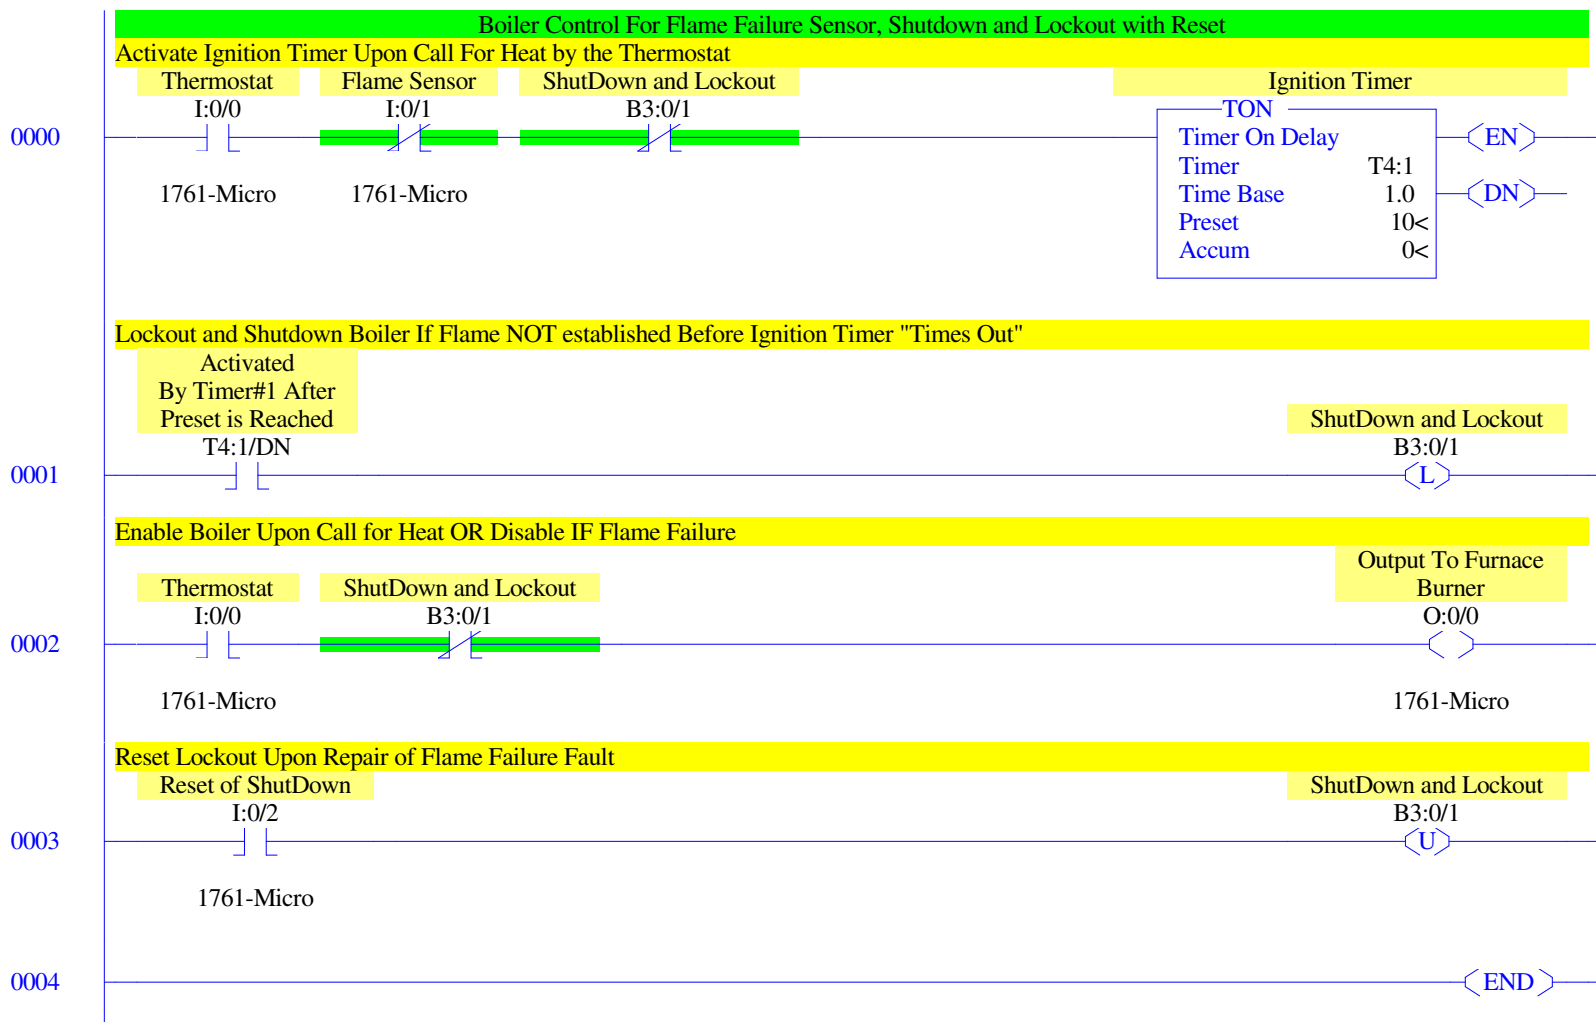 Boiler Control For Flame Failure Sensor, Shutdown and Lockout with Reset
Activate Ignition Timer Upon Call For Heat by the Thermostat
Thermostat Flame Sensor ShutDown and Lockout Ignition Timer
I:0/0 I:0/1 B3:0/1 TON
0000 Timer On Delay EN
Timer T4:1
1761-Micro 1761-Micro Time Base 1.0 DN
Preset 10<
Accum 0<
Lockout and Shutdown Boiler If Flame NOT established Before Ignition Timer "Times Out"
Activated
By Timer#1 After
Preset is Reached ShutDown and Lockout
T4:1/DN B3:0/1
0001 L
Enable Boiler Upon Call for Heat OR Disable IF Flame Failure
Output To Furnace
Thermostat ShutDown and Lockout Burner
I:0/0 B3:0/1 O:0/0
0002
1761-Micro 1761-Micro
Reset Lockout Upon Repair of Flame Failure Fault
Reset of ShutDown ShutDown and Lockout
I:0/2 B3:0/1
0003 U
1761-Micro
0004 END